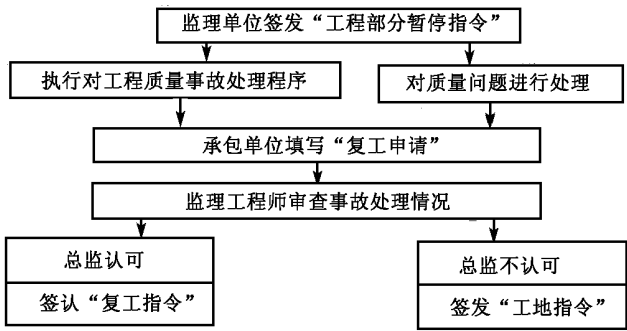 监理单位签发“工程部分暂停指令”
执行对工程质量事故处理程序
对质量问题进行处理
承包单位填写“复工申请”
监理工程师审查事故处理情况
总监认可
签认“复工指令”
总监不认可
签发“工地指令”